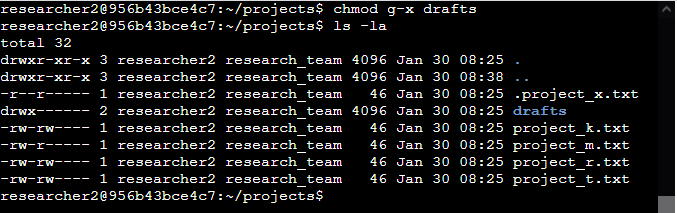 researcher2@956b43bce4c7:~/projects$ chmod g-x drafts
researcher2@956b43bce4c7:~/projects$ ls -la
total 32
drwxr-xr-x 3 researcher2 research_team 4096 Jan 30 08:25 .
drwxr-xr-x 3 researcher2 research_team 4096 Jan 30 08:38 ..
-r--r----- 1 researcher2 research_team   46 Jan 30 08:25 .project_x.txt
drwx------ 2 researcher2 research_team 4096 Jan 30 08:25 drafts
-rw-rw---- 1 researcher2 research_team   46 Jan 30 08:25 project_k.txt
-rw-r----- 1 researcher2 research_team   46 Jan 30 08:25 project_m.txt
-rw-rw---- 1 researcher2 research_team   46 Jan 30 08:25 project_r.txt
-rw-rw---- 1 researcher2 research_team   46 Jan 30 08:25 project_t.txt
researcher2@956b43bce4c7:~/projects$